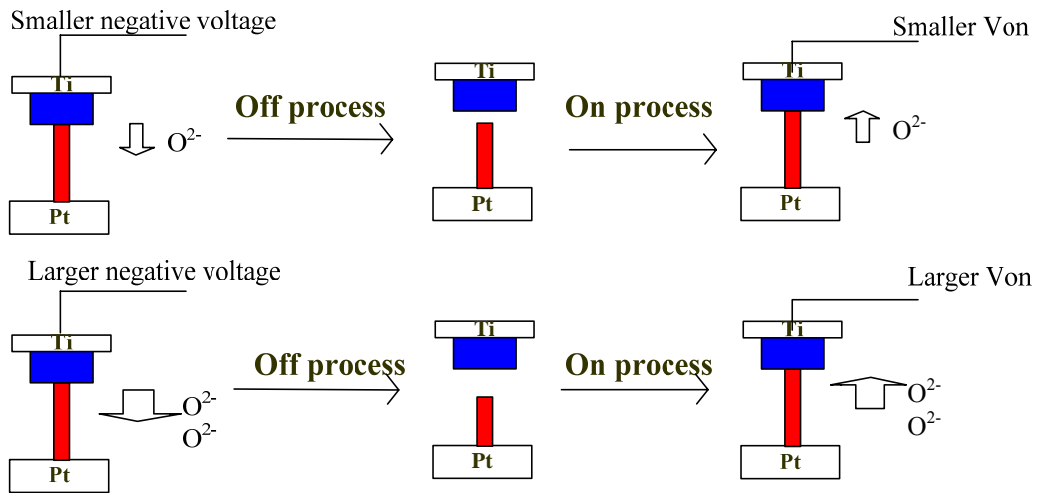 Smaller negative voltage
Smaller Von
Ti
Ti
Ti
Off process
On process
O²⁻
O²⁻
Pt
Pt
Pt
Larger negative voltage
Larger Von
Ti
Ti
Ti
Off process
On process
O²⁻
O²⁻
O²⁻
O²⁻
Pt
Pt
Pt